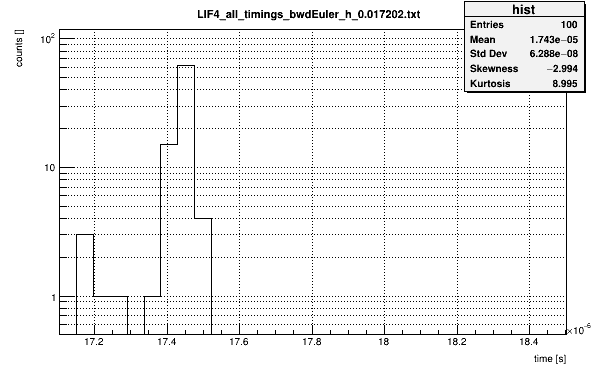 LIF4_all_timings_bwdEuler_h_0.017202.txt
hist
Entries 100
Mean 1.743e−05
Std Dev 6.288e−08
Skewness −2.994
Kurtosis 8.995
counts []
10²
10
1
17.2 17.4 17.6 17.8 18 18.2 18.4
×10⁻⁶
time [s]